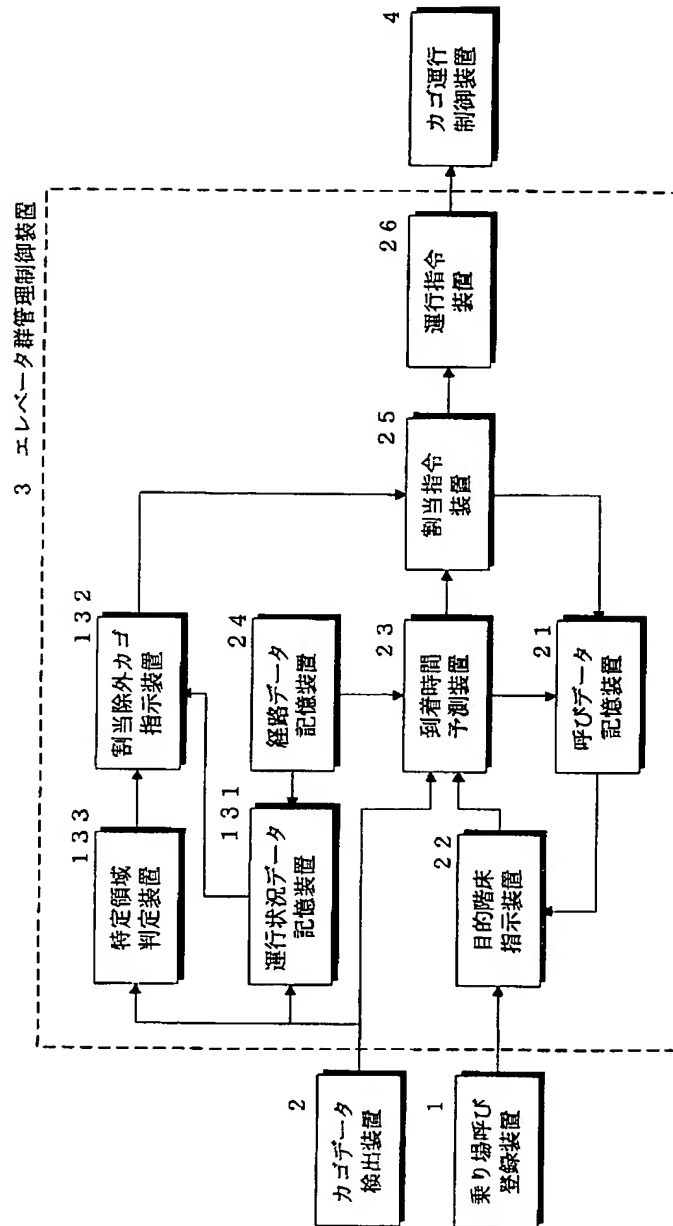 3 エレベータ群管理制御装置
4
カゴ運行
制御装置
26
運行指令
装置
25
割当指令
装置
132
割当除外カゴ
指示装置
24
経路データ
記憶装置
23
到着時間
予測装置
21
呼びデータ
記憶装置
133
特定領域
判定装置
131
運行状況データ
記憶装置
22
目的階床
指示装置
2
カゴデータ
検出装置
1
乗り場呼び
登録装置